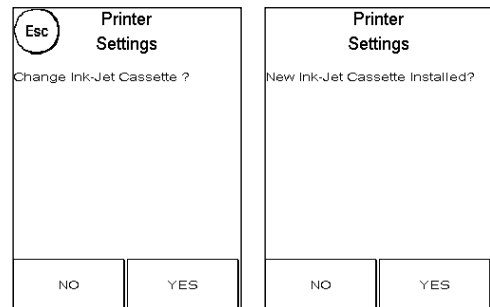 Esc
Printer
Settings
Change Ink-Jet Cassette ?
NO
YES
Printer
Settings
New Ink-Jet Cassette Installed?
NO
YES